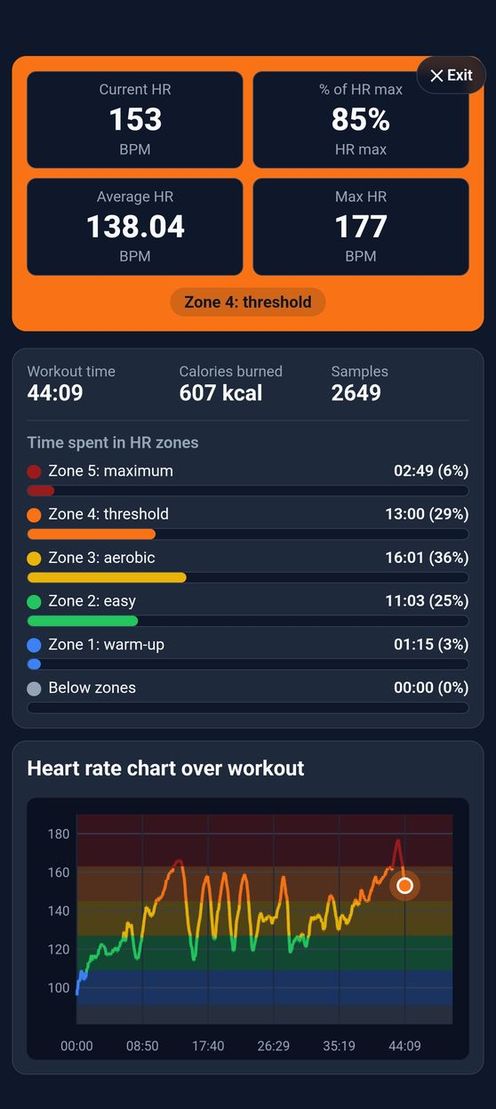 Exit
Current HR
153
BPM
% of HR max
85%
HR max
Average HR
138.04
BPM
Max HR
177
BPM
Zone 4: threshold
Workout time
44:09
Calories burned
607 kcal
Samples
2649
Time spent in HR zones
Zone 5: maximum 02:49 (6%)
Zone 4: threshold 13:00 (29%)
Zone 3: aerobic 16:01 (36%)
Zone 2: easy 11:03 (25%)
Zone 1: warm-up 01:15 (3%)
Below zones 00:00 (0%)
Heart rate chart over workout
180
160
140
120
100
00:00 08:50 17:40 26:29 35:19 44:09